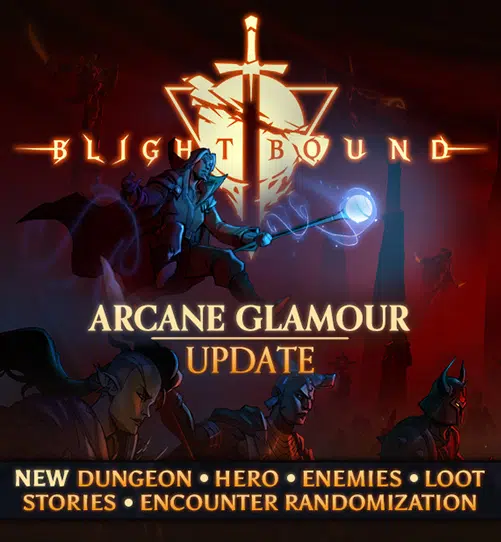 BLIGHTBOUND
ARCANE GLAMOUR
UPDATE
NEW DUNGEON • HERO • ENEMIES • LOOT
STORIES • ENCOUNTER RANDOMIZATION